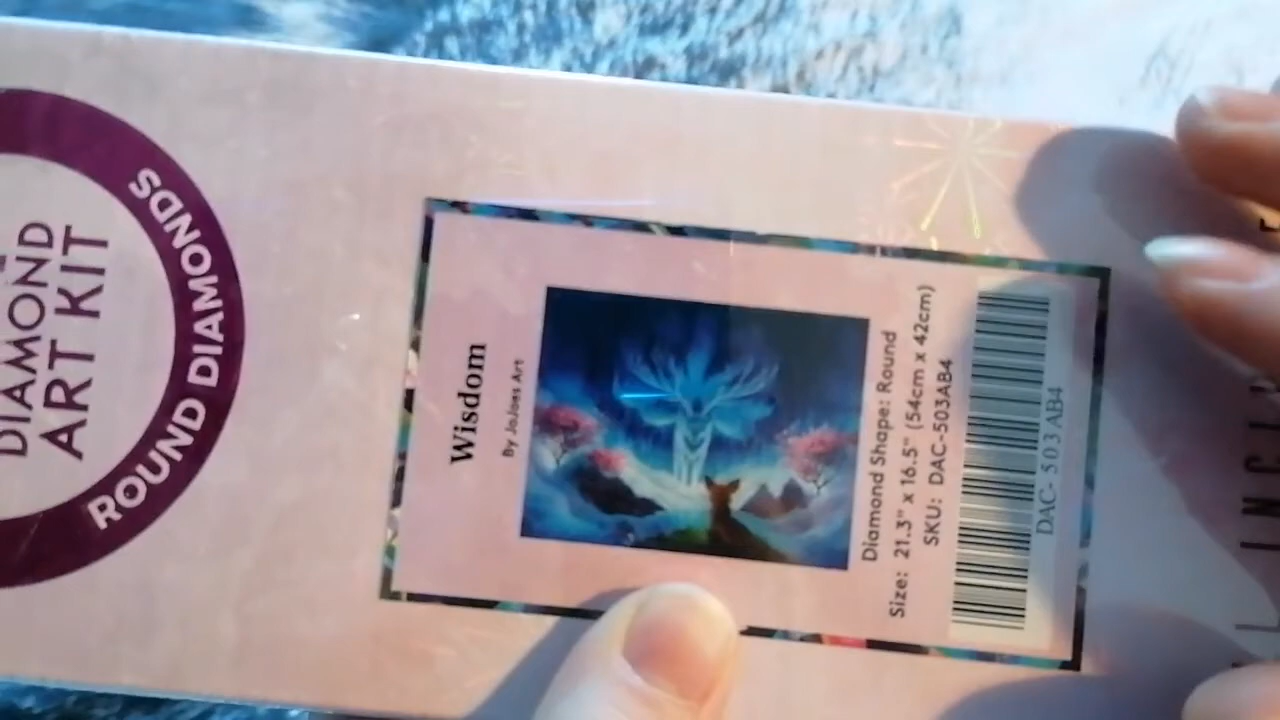 DIAMOND
ART KIT
ROUND DIAMONDS
Wisdom
By JoJoes Art
Diamond Shape: Round
Size: 21.3" x 16.5" (54cm x 42cm)
SKU: DAC-503AB4
DAC- 503 AB4